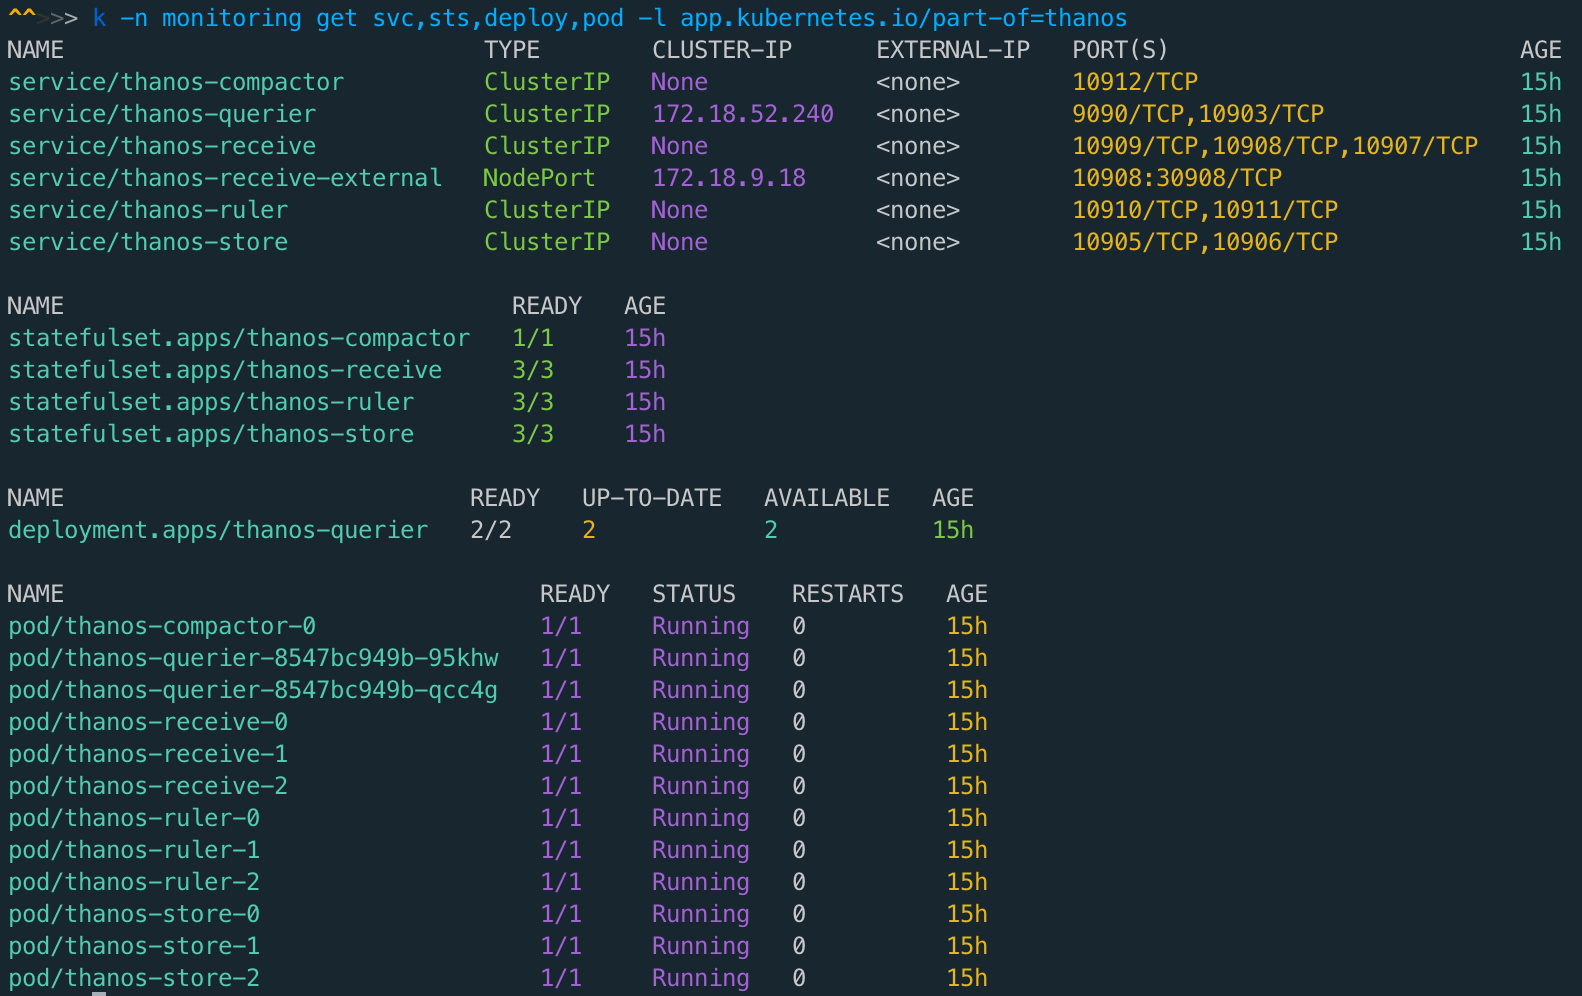 ^^>>>> k -n monitoring get svc,sts,deploy,pod -l app.kubernetes.io/part-of=thanos
NAME TYPE CLUSTER-IP EXTERNAL-IP PORT(S) AGE
service/thanos-compactor ClusterIP None <none> 10912/TCP 15h
service/thanos-querier ClusterIP 172.18.52.240 <none> 9090/TCP,10903/TCP 15h
service/thanos-receive ClusterIP None <none> 10909/TCP,10908/TCP,10907/TCP 15h
service/thanos-receive-external NodePort 172.18.9.18 <none> 10908:30908/TCP 15h
service/thanos-ruler ClusterIP None <none> 10910/TCP,10911/TCP 15h
service/thanos-store ClusterIP None <none> 10905/TCP,10906/TCP 15h
NAME READY AGE
statefulset.apps/thanos-compactor 1/1 15h
statefulset.apps/thanos-receive 3/3 15h
statefulset.apps/thanos-ruler 3/3 15h
statefulset.apps/thanos-store 3/3 15h
NAME READY UP-TO-DATE AVAILABLE AGE
deployment.apps/thanos-querier 2/2 2 2 15h
NAME READY STATUS RESTARTS AGE
pod/thanos-compactor-0 1/1 Running 0 15h
pod/thanos-querier-8547bc949b-95khw 1/1 Running 0 15h
pod/thanos-querier-8547bc949b-qcc4g 1/1 Running 0 15h
pod/thanos-receive-0 1/1 Running 0 15h
pod/thanos-receive-1 1/1 Running 0 15h
pod/thanos-receive-2 1/1 Running 0 15h
pod/thanos-ruler-0 1/1 Running 0 15h
pod/thanos-ruler-1 1/1 Running 0 15h
pod/thanos-ruler-2 1/1 Running 0 15h
pod/thanos-store-0 1/1 Running 0 15h
pod/thanos-store-1 1/1 Running 0 15h
pod/thanos-store-2 1/1 Running 0 15h